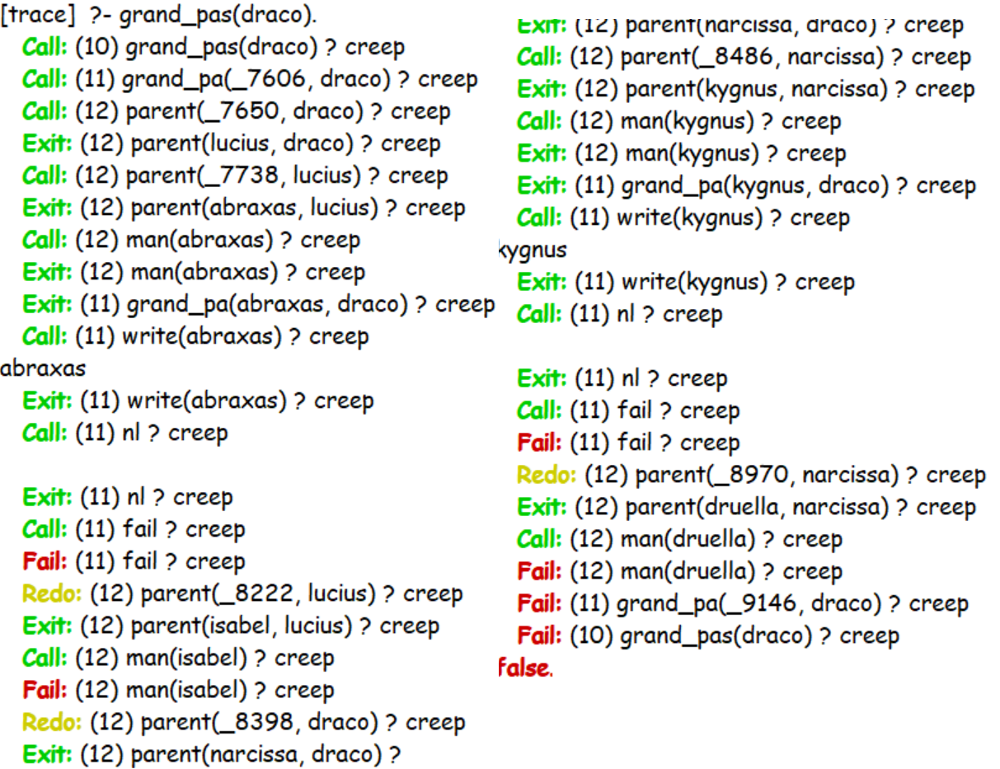 [trace]  ?- grand_pas(draco).
Call: (10) grand_pas(draco) ? creep
Call: (11) grand_pa(_7606, draco) ? creep
Call: (12) parent(_7650, draco) ? creep
Exit: (12) parent(lucius, draco) ? creep
Call: (12) parent(_7738, lucius) ? creep
Exit: (12) parent(abraxas, lucius) ? creep
Call: (12) man(abraxas) ? creep
Exit: (12) man(abraxas) ? creep
Exit: (11) grand_pa(abraxas, draco) ? creep
Call: (11) write(abraxas) ? creep
abraxas
Exit: (11) write(abraxas) ? creep
Call: (11) nl ? creep
Exit: (11) nl ? creep
Call: (11) fail ? creep
Fail: (11) fail ? creep
Redo: (12) parent(_8222, lucius) ? creep
Exit: (12) parent(isabel, lucius) ? creep
Call: (12) man(isabel) ? creep
Fail: (12) man(isabel) ? creep
Redo: (12) parent(_8398, draco) ? creep
Exit: (12) parent(narcissa, draco) ?
Exit: (12) parent(narcissa, draco) ? creep
Call: (12) parent(_8486, narcissa) ? creep
Exit: (12) parent(kygnus, narcissa) ? creep
Call: (12) man(kygnus) ? creep
Exit: (12) man(kygnus) ? creep
Exit: (11) grand_pa(kygnus, draco) ? creep
Call: (11) write(kygnus) ? creep
kygnus
Exit: (11) write(kygnus) ? creep
Call: (11) nl ? creep
Exit: (11) nl ? creep
Call: (11) fail ? creep
Fail: (11) fail ? creep
Redo: (12) parent(_8970, narcissa) ? creep
Exit: (12) parent(druella, narcissa) ? creep
Call: (12) man(druella) ? creep
Fail: (12) man(druella) ? creep
Fail: (11) grand_pa(_9146, draco) ? creep
Fail: (10) grand_pas(draco) ? creep
false.